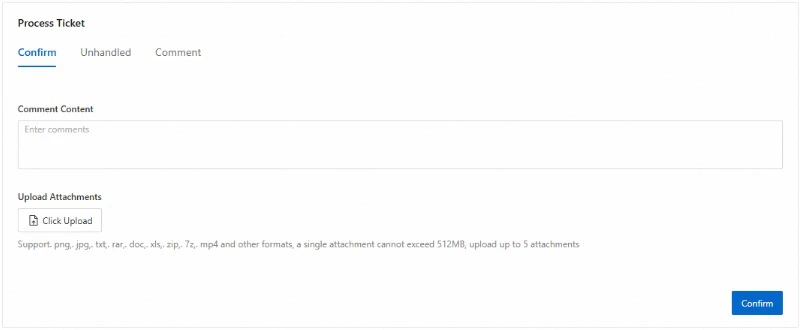 Process Ticket
Confirm Unhandled Comment
Comment Content
Enter comments
Upload Attachments
Click Upload
Support. png,. jpg,. txt,. rar,. doc,. xls,. zip,. 7z,. mp4 and other formats, a single attachment cannot exceed 512MB, upload up to 5 attachments
Confirm